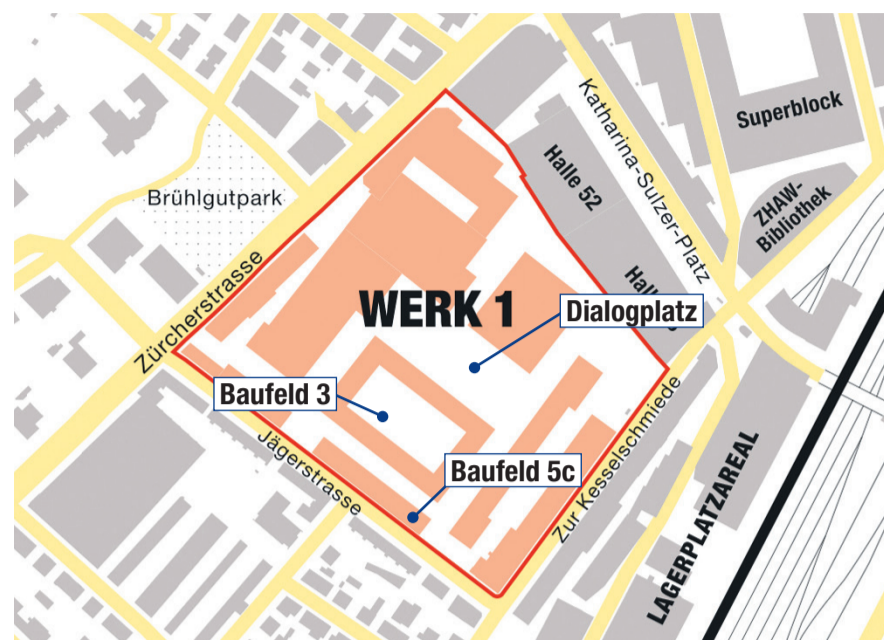 Superblock
Katharina-Sulzer-Platz
Halle 52
ZHAW-
Bibliothek
Brühlgutpark
Zürcherstrasse
WERK 1
Dialogplatz
Baufeld 3
Baufeld 5c
Jägerstrasse
Zur Kesselschmiede
LAGERPLATZAREAL